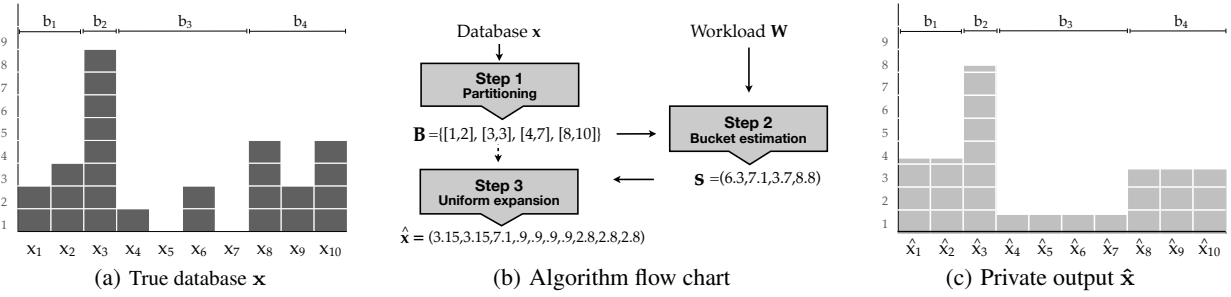 b₁ b₂ b₃ b₄
9
8
7
6
5
4
3
2
1
x₁ x₂ x₃ x₄ x₅ x₆ x₇ x₈ x₉ x₁₀
(a) True database x
Database x
Workload W
Step 1
Partitioning
B ={[1,2], [3,3], [4,7], [8,10]}
Step 2
Bucket estimation
s =(6.3,7.1,3.7,8.8)
Step 3
Uniform expansion
x̂ = (3.15,3.15,7.1,.9,.9,.9,.9,2.8,2.8,2.8)
(b) Algorithm flow chart
b₁ b₂ b₃ b₄
9
8
7
6
5
4
3
2
1
x̂₁ x̂₂ x̂₃ x̂₄ x̂₅ x̂₆ x̂₇ x̂₈ x̂₉ x̂₁₀
(c) Private output x̂